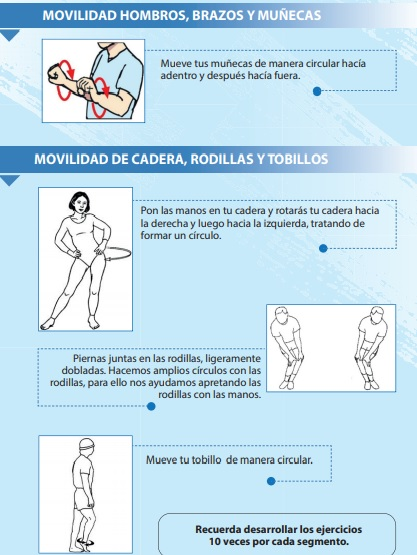 MOVILIDAD HOMBROS, BRAZOS Y MUÑECAS
Mueve tus muñecas de manera circular hacía
adentro y después hacía fuera.
MOVILIDAD DE CADERA, RODILLAS Y TOBILLOS
Pon las manos en tu cadera y rotarás tu cadera hacia
la derecha y luego hacia la izquierda, tratando de
formar un círculo.
Piernas juntas en las rodillas, ligeramente
dobladas. Hacemos amplios círculos con las
rodillas, para ello nos ayudamos apretando las
rodillas con las manos.
Mueve tu tobillo de manera circular.
Recuerda desarrollar los ejercicios
10 veces por cada segmento.